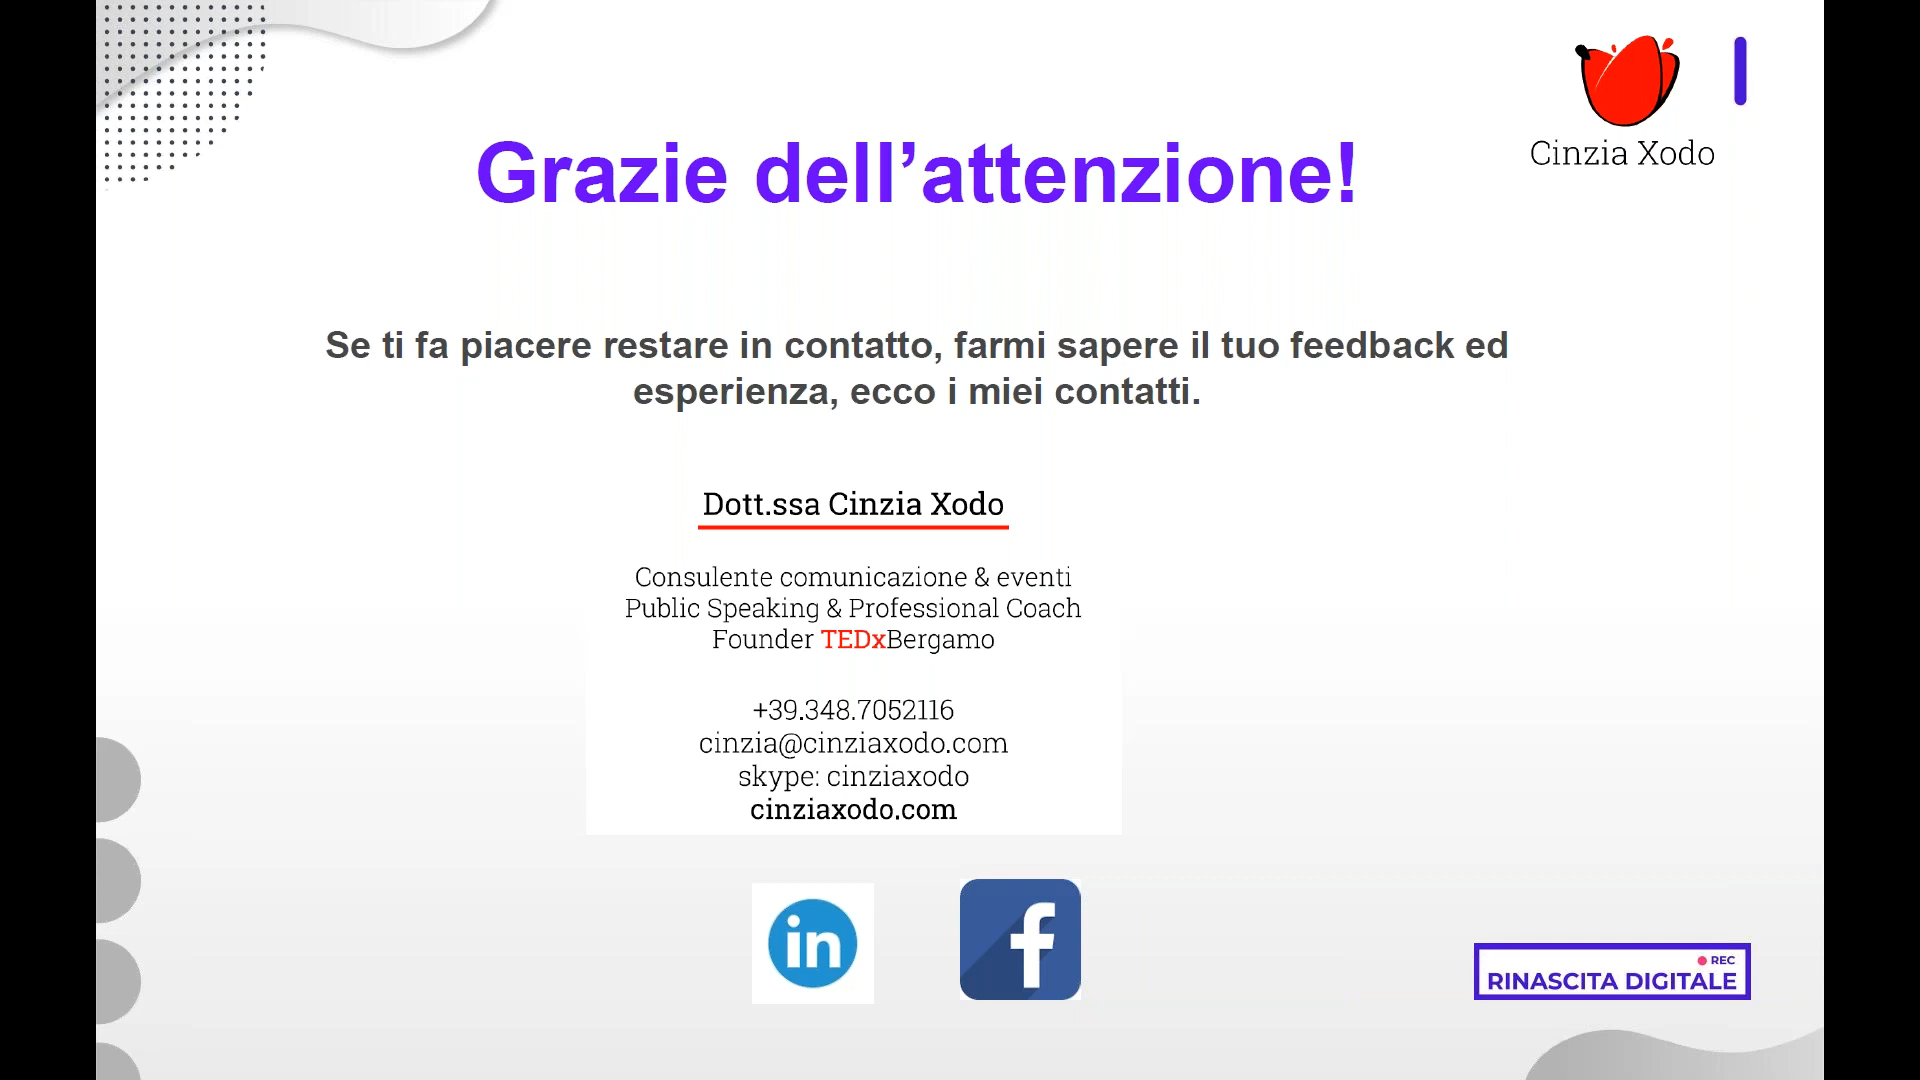 Cinzia Xodo
Grazie dell’attenzione!
Se ti fa piacere restare in contatto, farmi sapere il tuo feedback ed
esperienza, ecco i miei contatti.
Dott.ssa Cinzia Xodo
Consulente comunicazione & eventi
Public Speaking & Professional Coach
Founder TEDxBergamo
+39.348.7052116
cinzia@cinziaxodo.com
skype: cinziaxodo
cinziaxodo.com
in
f
REC
RINASCITA DIGITALE